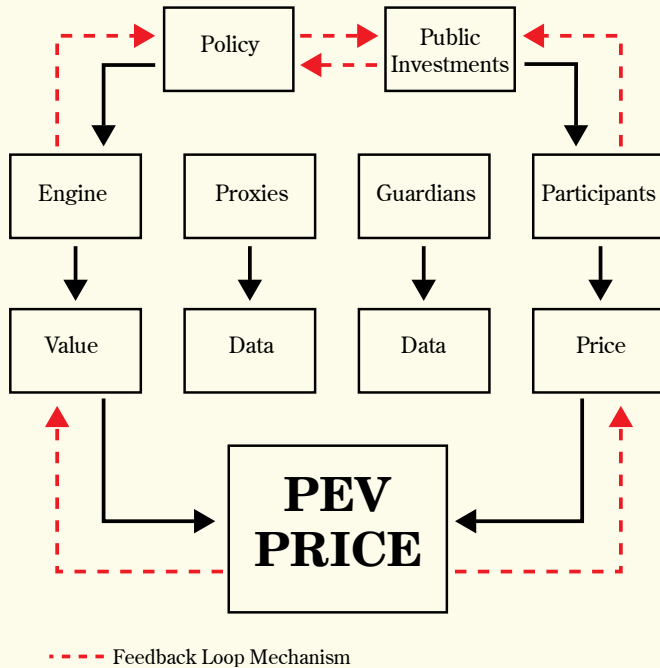 Policy
Public
Investments
Engine
Proxies
Guardians
Participants
Value
Data
Data
Price
PEV
PRICE
Feedback Loop Mechanism